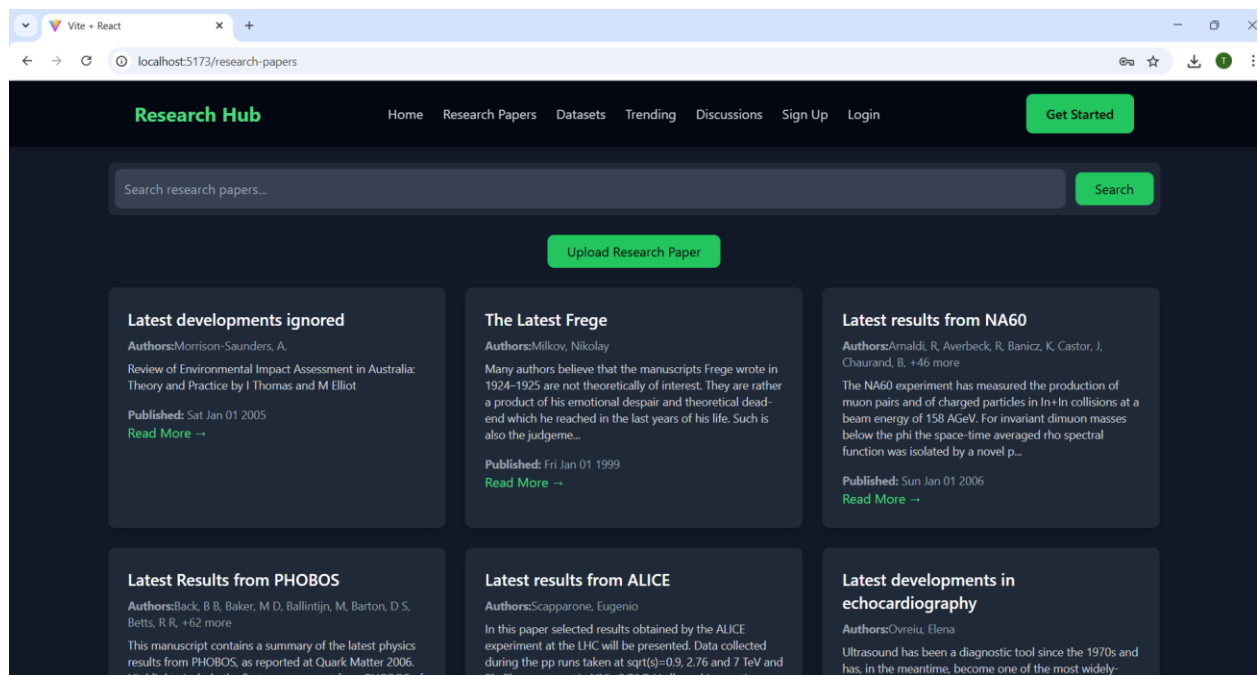 Vite + React
localhost:5173/research-papers
T
Research Hub
Home Research Papers Datasets Trending Discussions Sign Up Login
Get Started
Search research papers...
Search
Upload Research Paper
Latest developments ignored
Authors:Morrison-Saunders, A.
Review of Environmental Impact Assessment in Australia:
Theory and Practice by I Thomas and M Elliot
Published: Sat Jan 01 2005
Read More →
The Latest Frege
Authors:Milkov, Nikolay
Many authors believe that the manuscripts Frege wrote in
1924–1925 are not theoretically of interest. They are rather
a product of his emotional despair and theoretical dead-
end which he reached in the last years of his life. Such is
also the judgeme...
Published: Fri Jan 01 1999
Read More →
Latest results from NA60
Authors:Arnaldi, R, Averbeck, R, Banicz, K, Castor, J,
Chaurand, B, +46 more
The NA60 experiment has measured the production of
muon pairs and of charged particles in In+In collisions at a
beam energy of 158 AGeV. For invariant dimuon masses
below the phi the space-time averaged rho spectral
function was isolated by a novel p...
Published: Sun Jan 01 2006
Read More →
Latest Results from PHOBOS
Authors:Back, B B, Baker, M D, Ballintijn, M, Barton, D S,
Betts, R R, +62 more
This manuscript contains a summary of the latest physics
results from PHOBOS, as reported at Quark Matter 2006.
Latest results from ALICE
Authors:Scapparone, Eugenio
In this paper selected results obtained by the ALICE
experiment at the LHC will be presented. Data collected
during the pp runs taken at sqrt(s)=0.9, 2.76 and 7 TeV and
Latest developments in
echocardiography
Authors:Ovreiu, Elena
Ultrasound has been a diagnostic tool since the 1970s and
has, in the meantime, become one of the most widely-